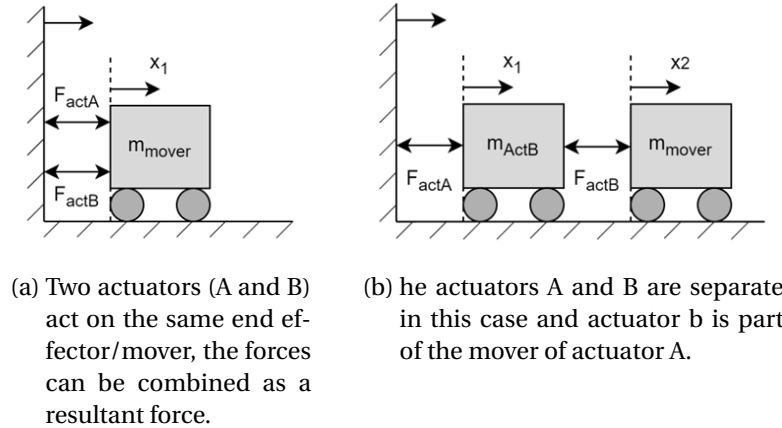 x1
FactA
mmover
FactB
x1
x2
mActB
mmover
FactA
FactB
(a) Two actuators (A and B)
act on the same end ef-
fector/mover, the forces
can be combined as a
resultant force.
(b) he actuators A and B are separate
in this case and actuator b is part
of the mover of actuator A.